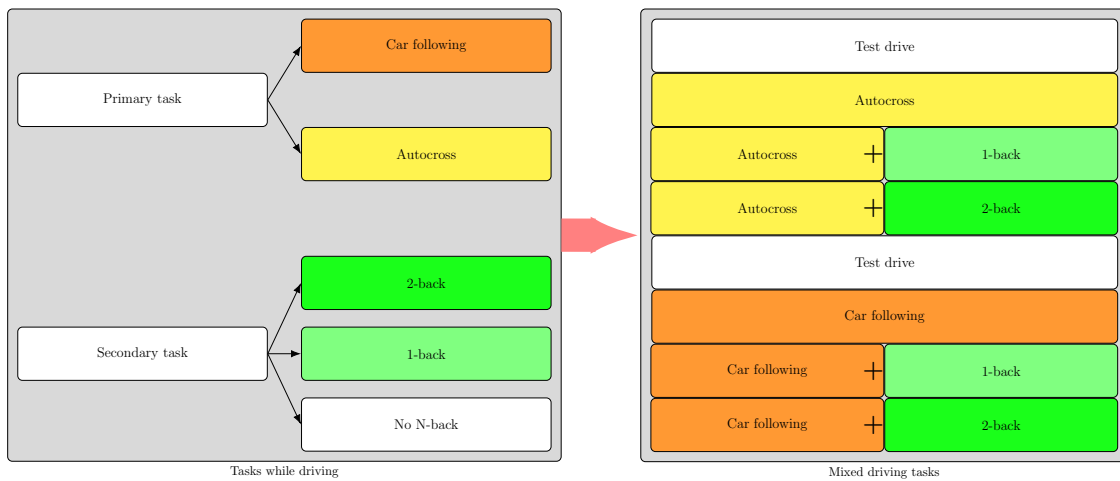 Car following
Primary task
Autocross
2-back
Secondary task
1-back
No N-back
Tasks while driving
Test drive
Autocross
Autocross + 1-back
Autocross + 2-back
Test drive
Car following
Car following + 1-back
Car following + 2-back
Mixed driving tasks